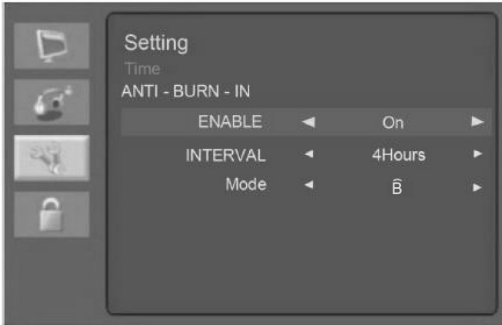 Setting
Time
ANTI - BURN - IN
ENABLE ◄ On ►
INTERVAL ◄ 4Hours ►
Mode ◄ B̂ ►